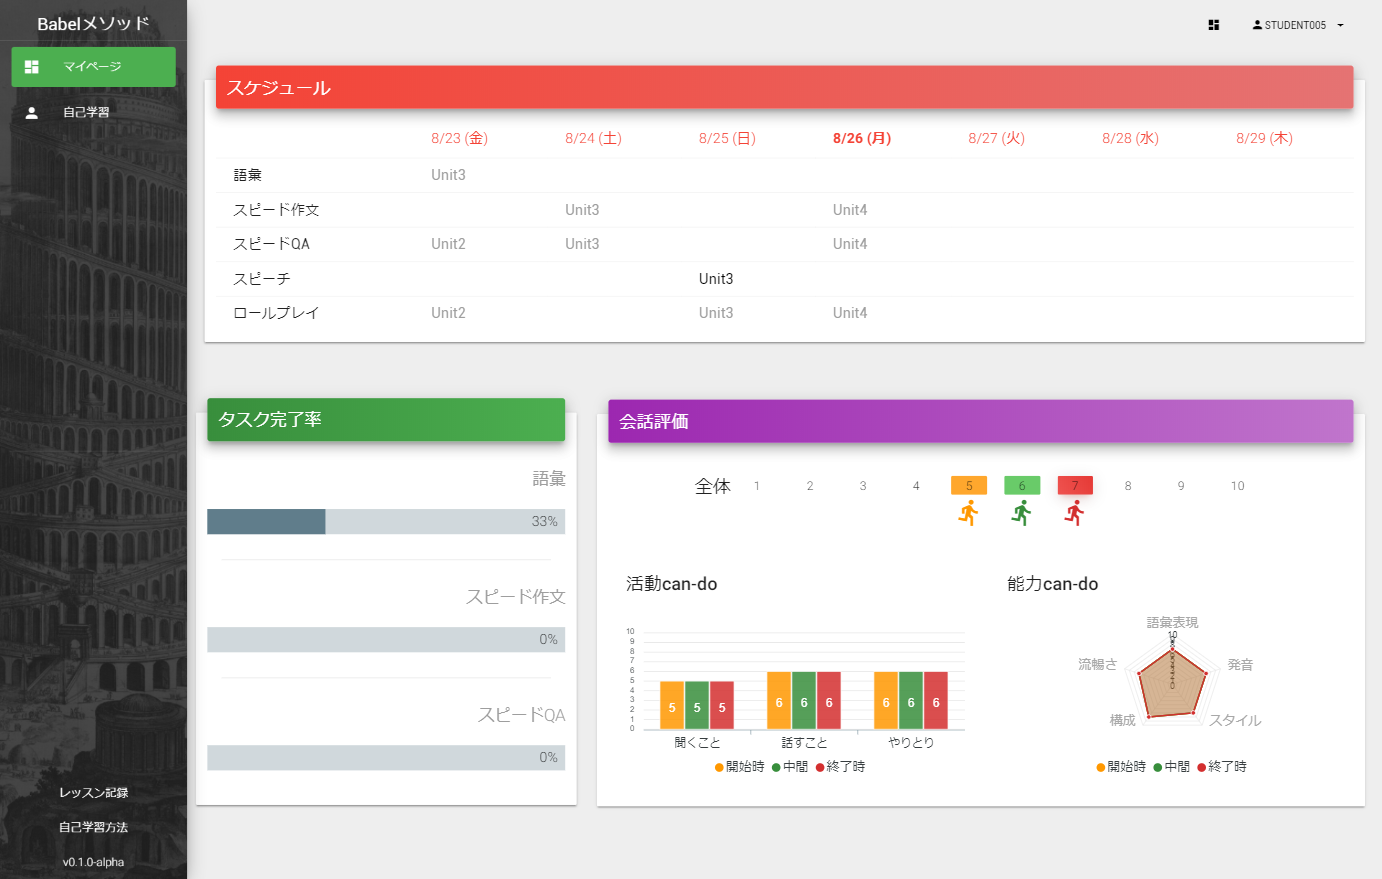 Babelメソッド
マイページ
自己学習
レッスン記録
自己学習方法
v0.1.0-alpha
STUDENT005
スケジュール
8/23 (金) 8/24 (土) 8/25 (日) 8/26 (月) 8/27 (火) 8/28 (水) 8/29 (木)
語彙 Unit3
スピード作文 Unit3 Unit4
スピードQA Unit2 Unit3 Unit4
スピーチ Unit3
ロールプレイ Unit2 Unit3 Unit4
タスク完了率
語彙
33%
スピード作文
0%
スピードQA
0%
会話評価
全体 1 2 3 4 5 6 7 8 9 10
活動can-do
10
9
8
7
6
5
4
3
2
1
0
5 5 5 6 6 6 6 6 6
聞くこと 話すこと やりとり
開始時 中間 終了時
能力can-do
語彙表現
10
流暢さ 発音
構成 スタイル
開始時 中間 終了時